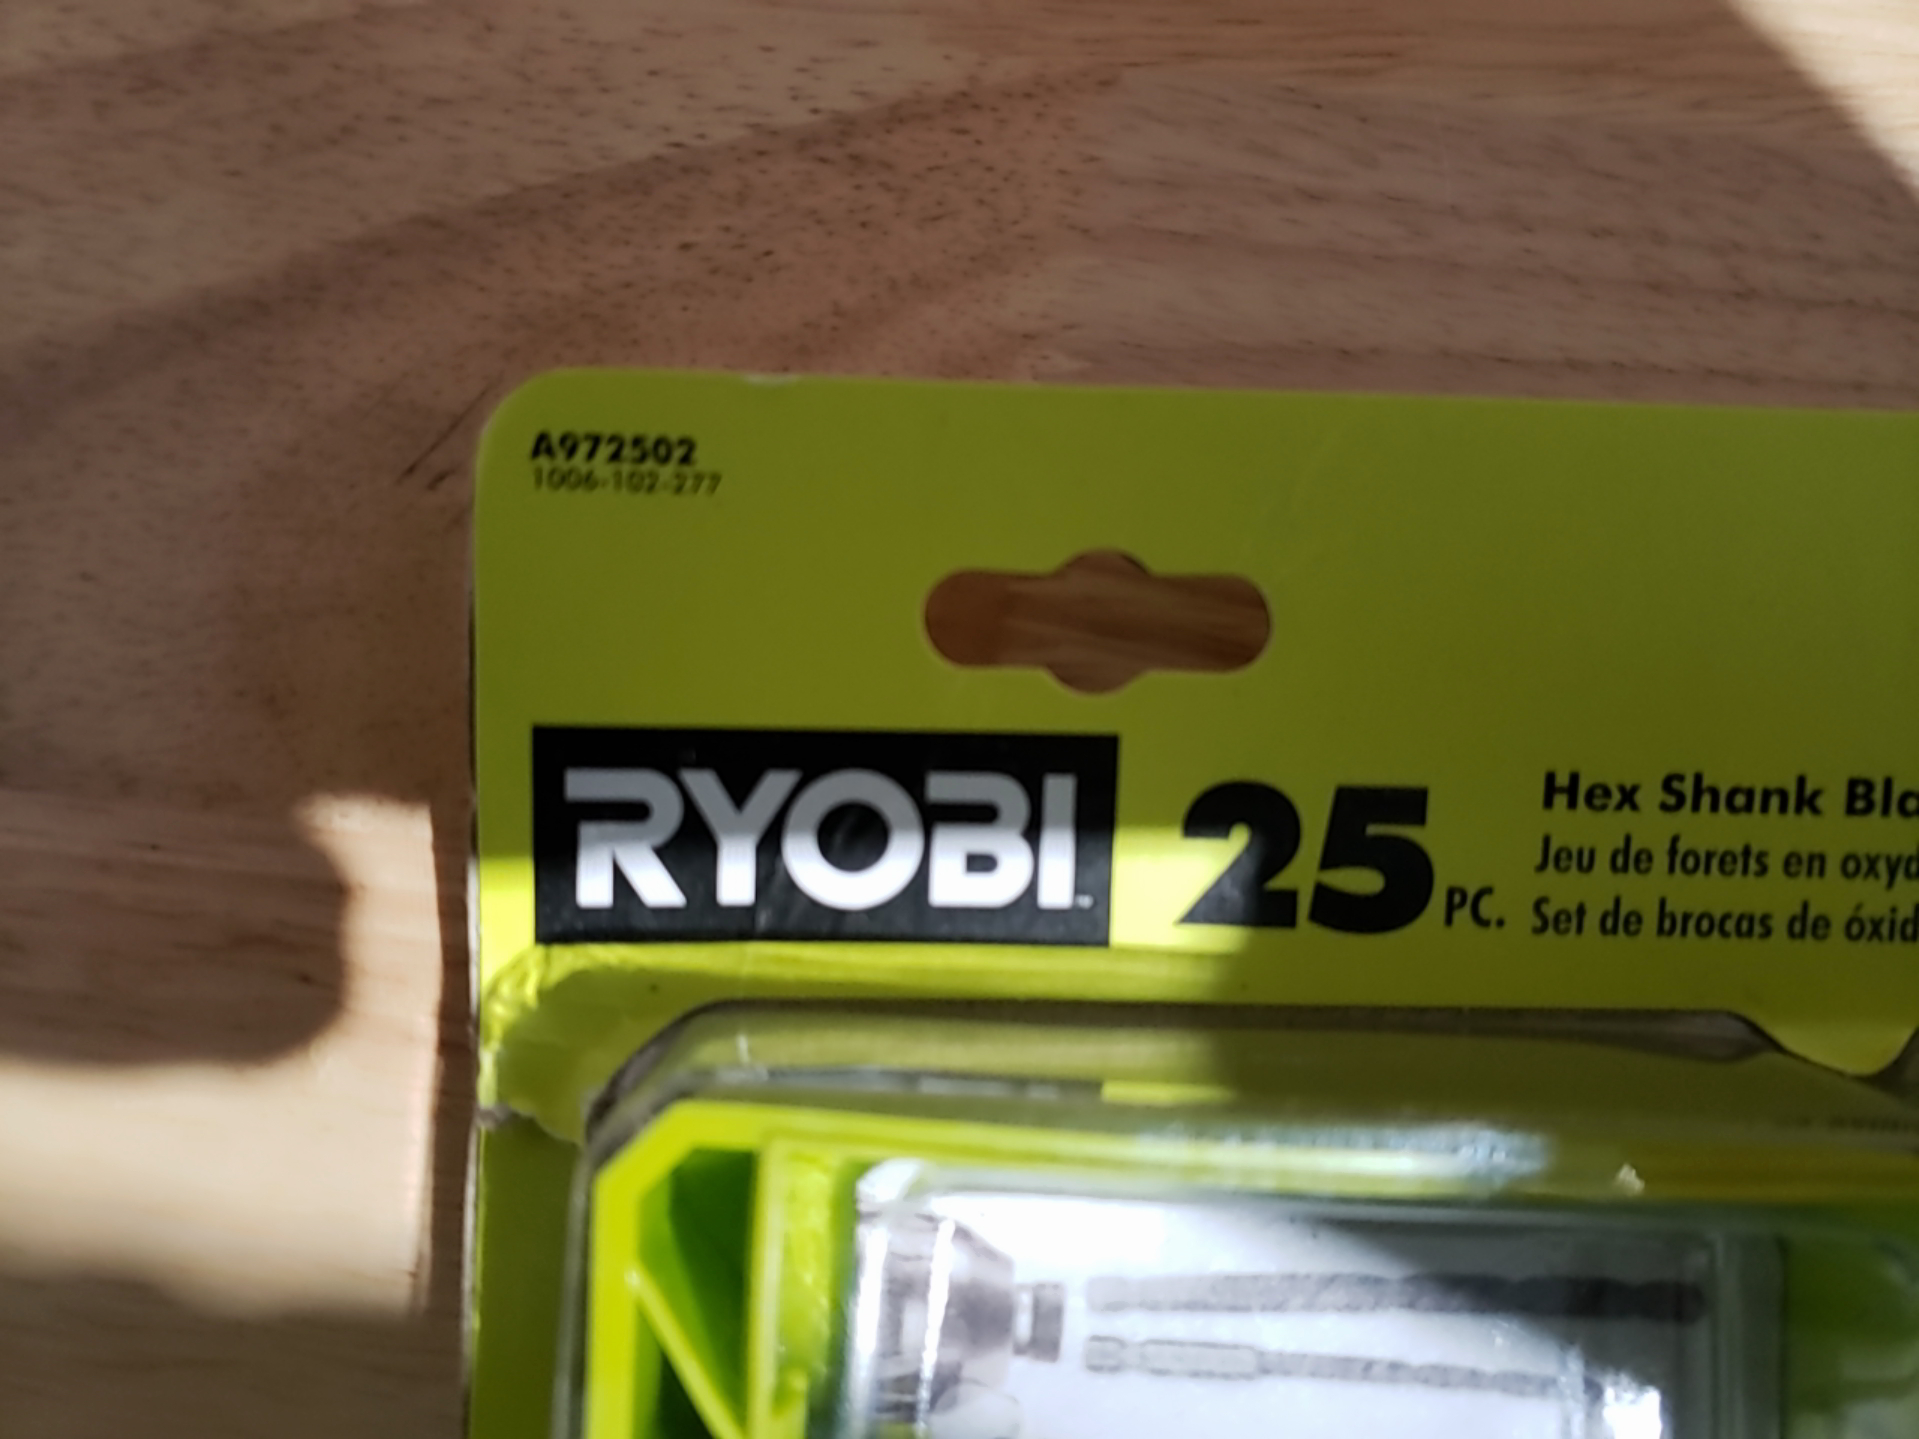 A972502
1006-102-277
RYOBI
25 PC.
Hex Shank Bla
Jeu de forets en oxyd
Set de brocas de óxid